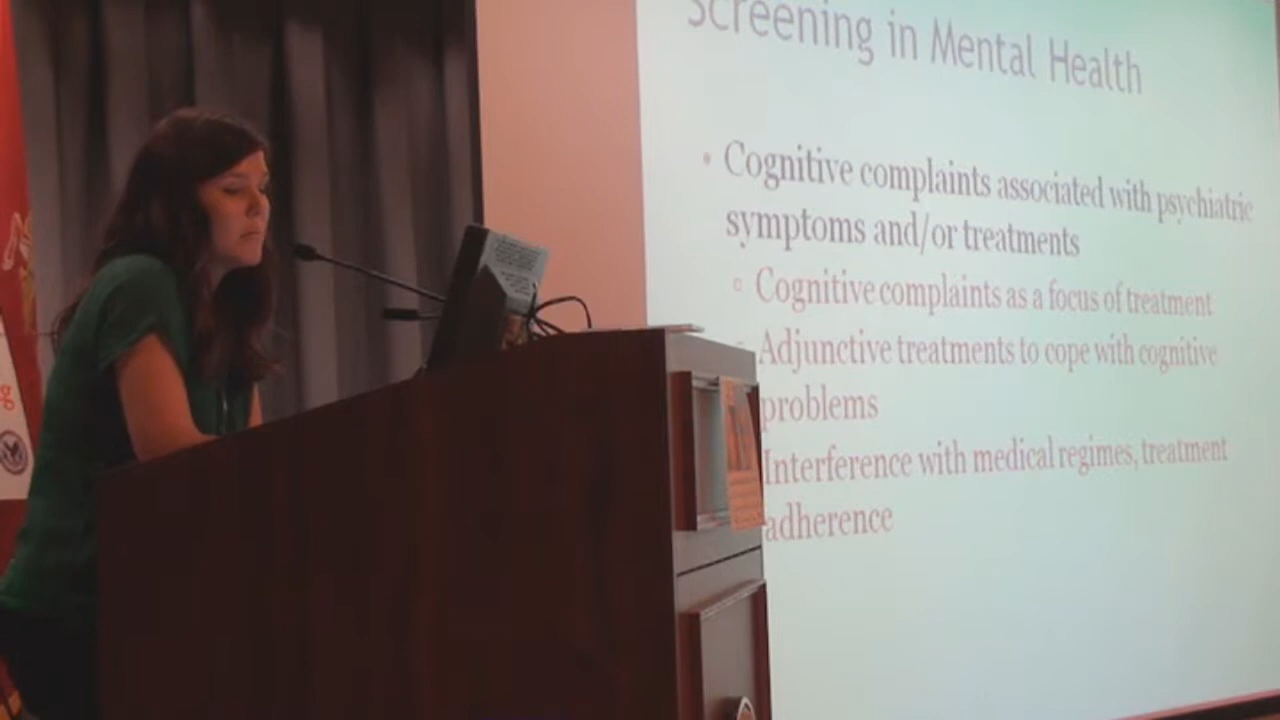 Screening in Mental Health
• Cognitive complaints associated with psychiatric
symptoms and/or treatments
▫ Cognitive complaints as a focus of treatment
Adjunctive treatments to cope with cognitive
problems
Interference with medical regimes, treatment
adherence
g